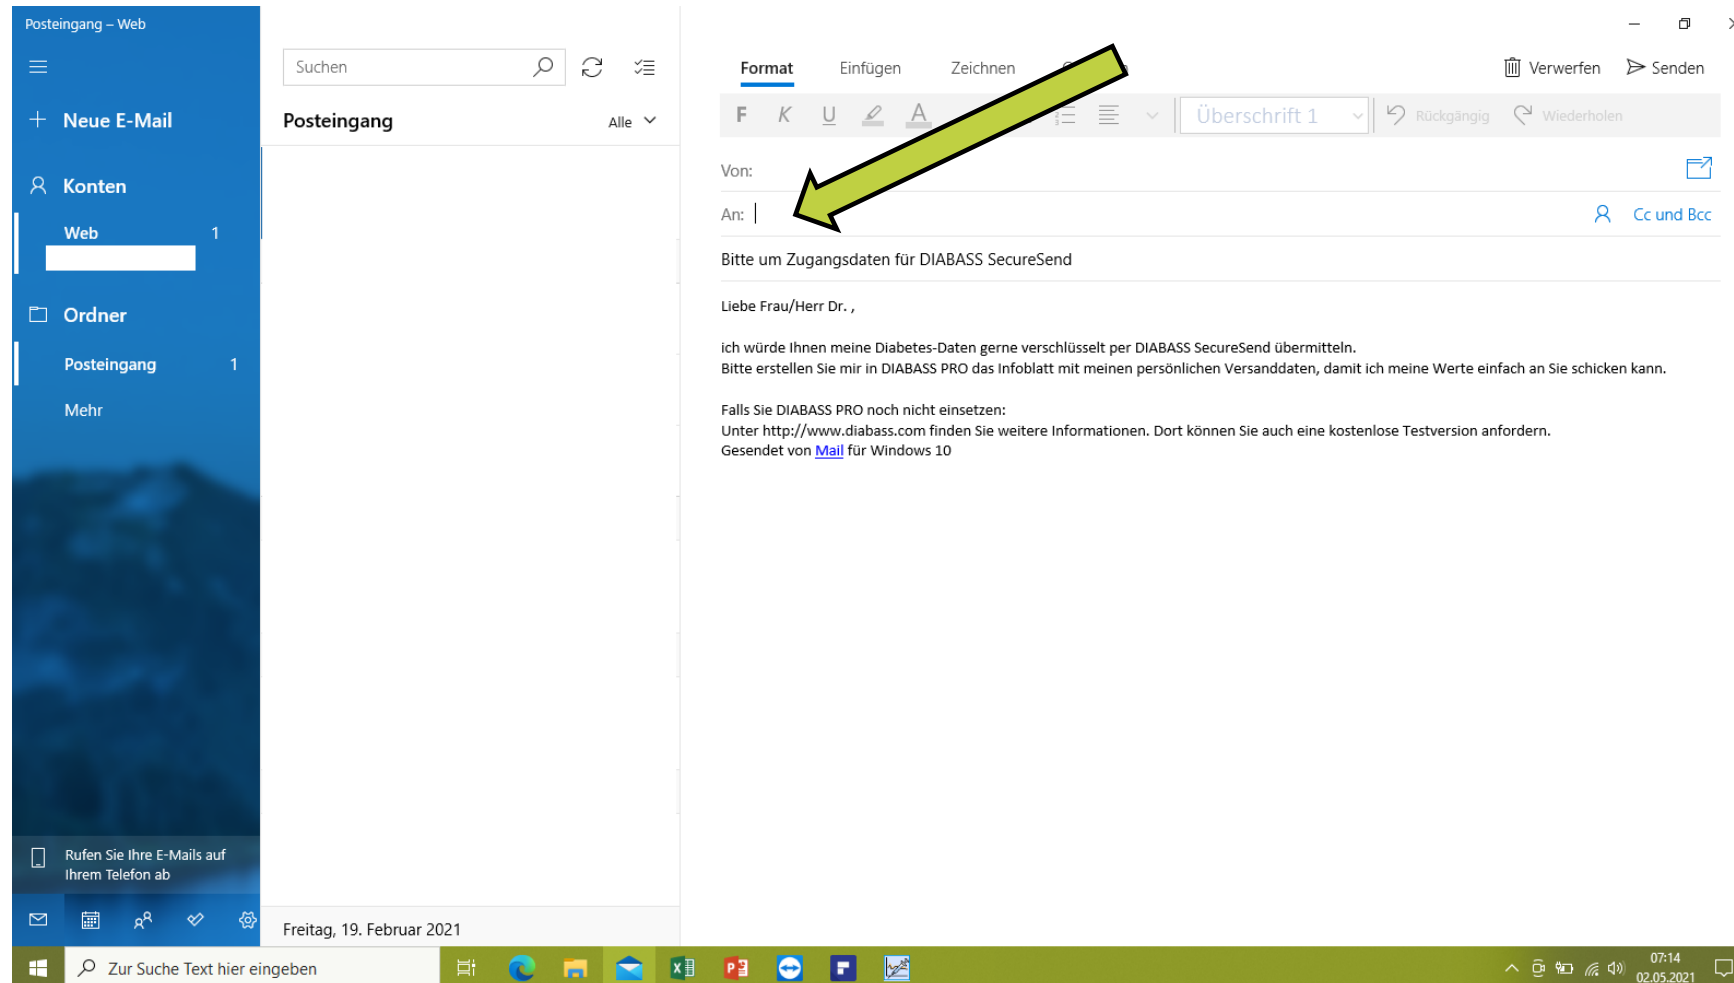 Posteingang – Web
Neue E-Mail
Konten
Web 1
Ordner
Posteingang 1
Mehr
Rufen Sie Ihre E-Mails auf
Ihrem Telefon ab
Suchen
Posteingang Alle
Freitag, 19. Februar 2021
Format Einfügen Zeichnen
Verwerfen Senden
F K U A Überschrift 1 Rückgängig Wiederholen
Von:
An: Cc und Bcc
Bitte um Zugangsdaten für DIABASS SecureSend
Liebe Frau/Herr Dr. ,
ich würde Ihnen meine Diabetes-Daten gerne verschlüsselt per DIABASS SecureSend übermitteln.
Bitte erstellen Sie mir in DIABASS PRO das Infoblatt mit meinen persönlichen Versanddaten, damit ich meine Werte einfach an Sie schicken kann.
Falls Sie DIABASS PRO noch nicht einsetzen:
Unter http://www.diabass.com finden Sie weitere Informationen. Dort können Sie auch eine kostenlose Testversion anfordern.
Gesendet von Mail für Windows 10
Zur Suche Text hier eingeben
07:14
02.05.2021